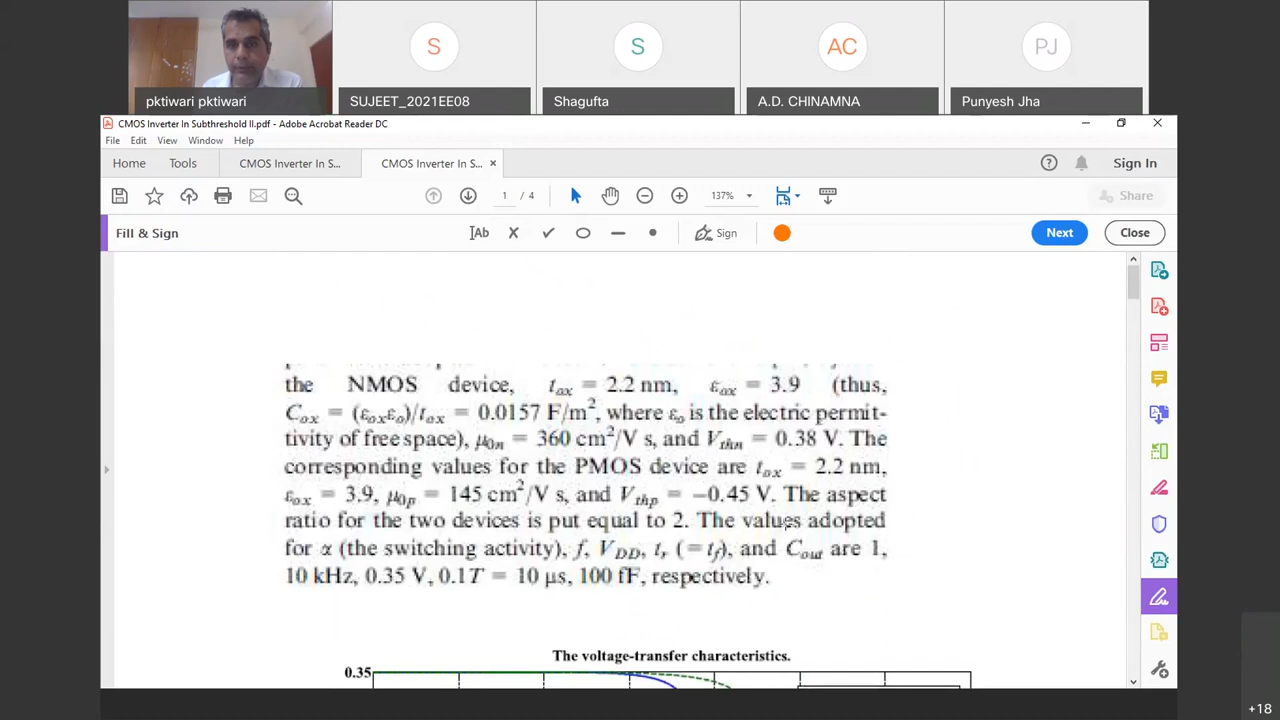 S
S
AC
PJ
pktiwari pktiwari
SUJEET_2021EE08
Shagufta
A.D. CHINAMNA
Punyesh Jha
CMOS Inverter In Subthreshold II.pdf - Adobe Acrobat Reader DC
File Edit View Window Help
Home Tools CMOS Inverter In S... CMOS Inverter In S... × Sign In
1 / 4 137% Share
Fill & Sign Ab Sign Next Close
the NMOS device, tox = 2.2 nm, εox = 3.9 (thus,
Cox = (εoxεo)/tox = 0.0157 F/m², where εo is the electric permit-
tivity of free space), μ0n = 360 cm²/V s, and Vthn = 0.38 V. The
corresponding values for the PMOS device are tox = 2.2 nm,
εox = 3.9, μ0p = 145 cm²/V s, and Vthp = −0.45 V. The aspect
ratio for the two devices is put equal to 2. The values adopted
for α (the switching activity), f, VDD, tr (= tf), and Cout are 1,
10 kHz, 0.35 V, 0.1T = 10 μs, 100 fF, respectively.
The voltage-transfer characteristics.
0.35
+18